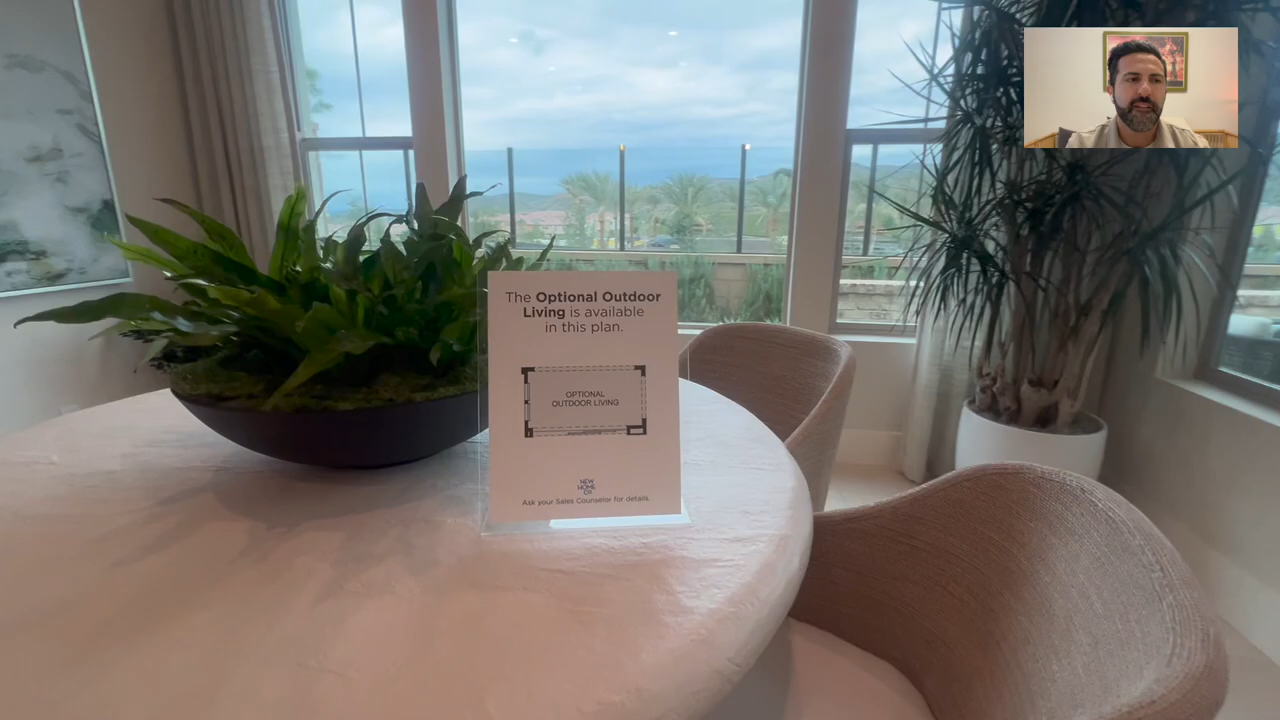 The Optional Outdoor
Living is available
in this plan.
OPTIONAL
OUTDOOR LIVING
NEW
HOME
CO
Ask your Sales Counselor for details.